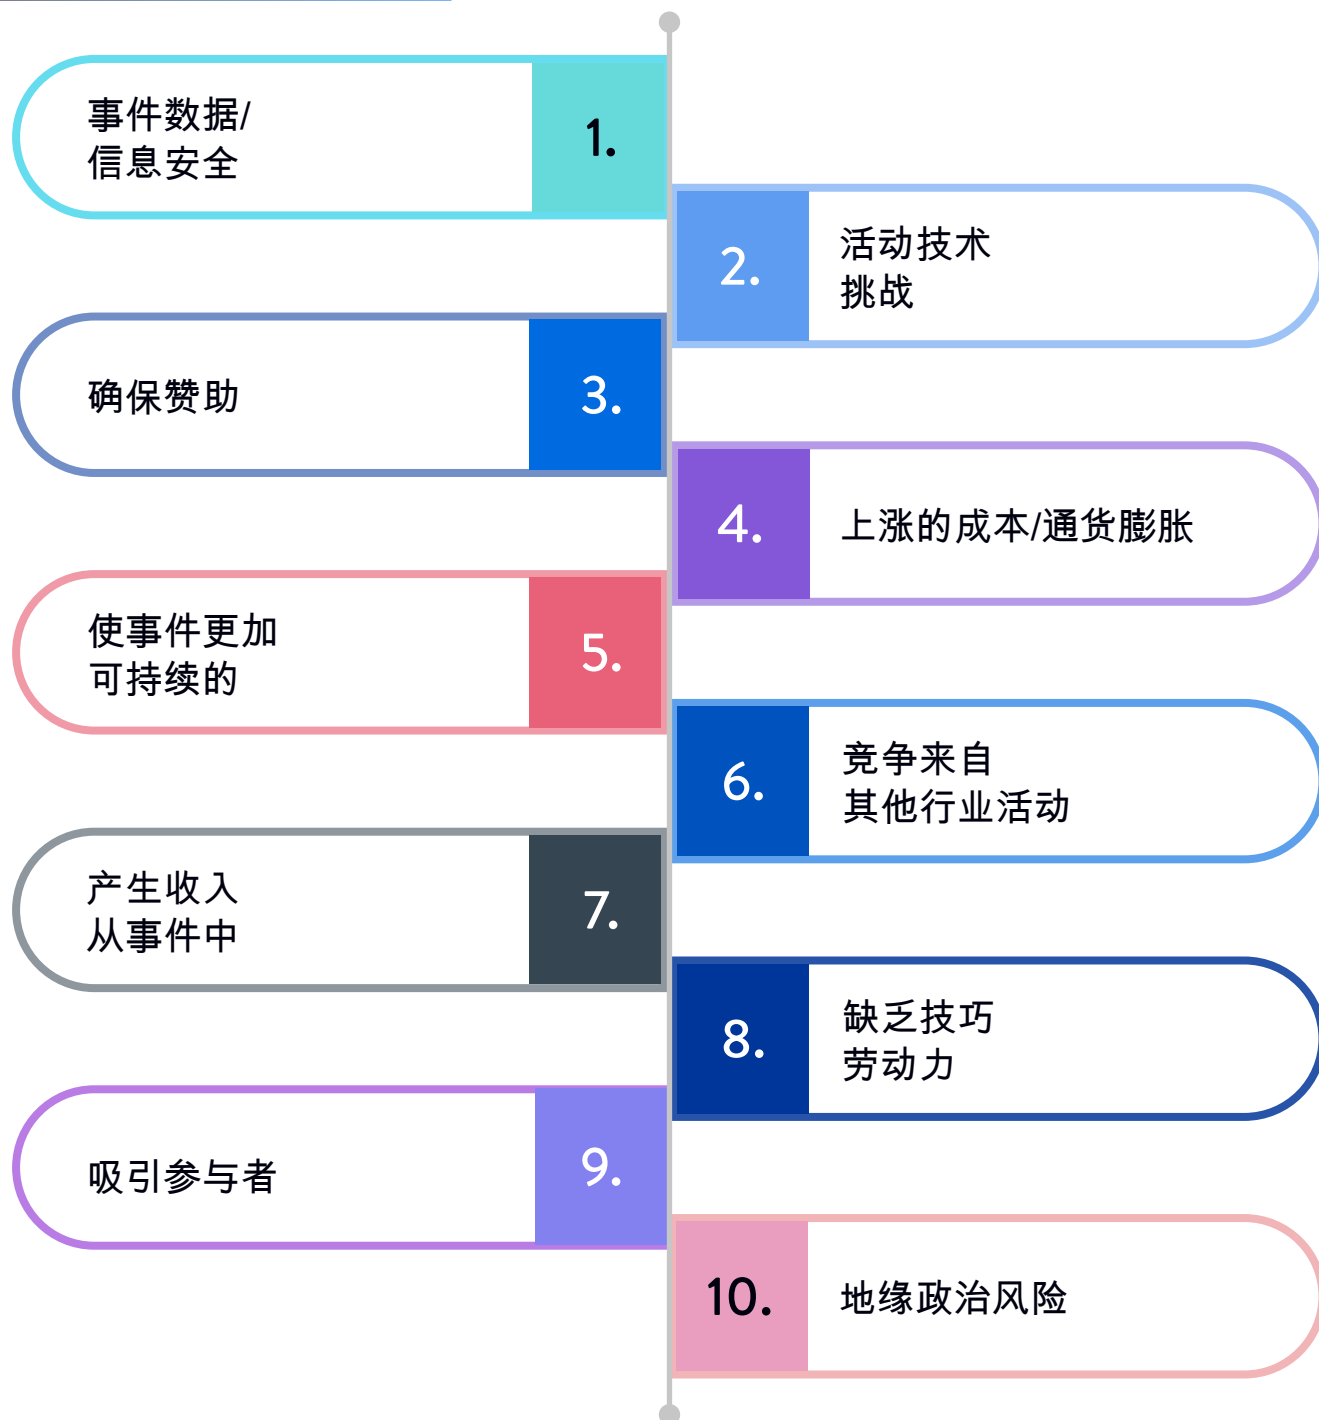 事件数据/
信息安全
1.
2.
活动技术
挑战
确保赞助
3.
4.
上涨的成本/通货膨胀
使事件更加
可持续的
5.
6.
竞争来自
其他行业活动
产生收入
从事件中
7.
8.
缺乏技巧
劳动力
吸引参与者
9.
10.
地缘政治风险